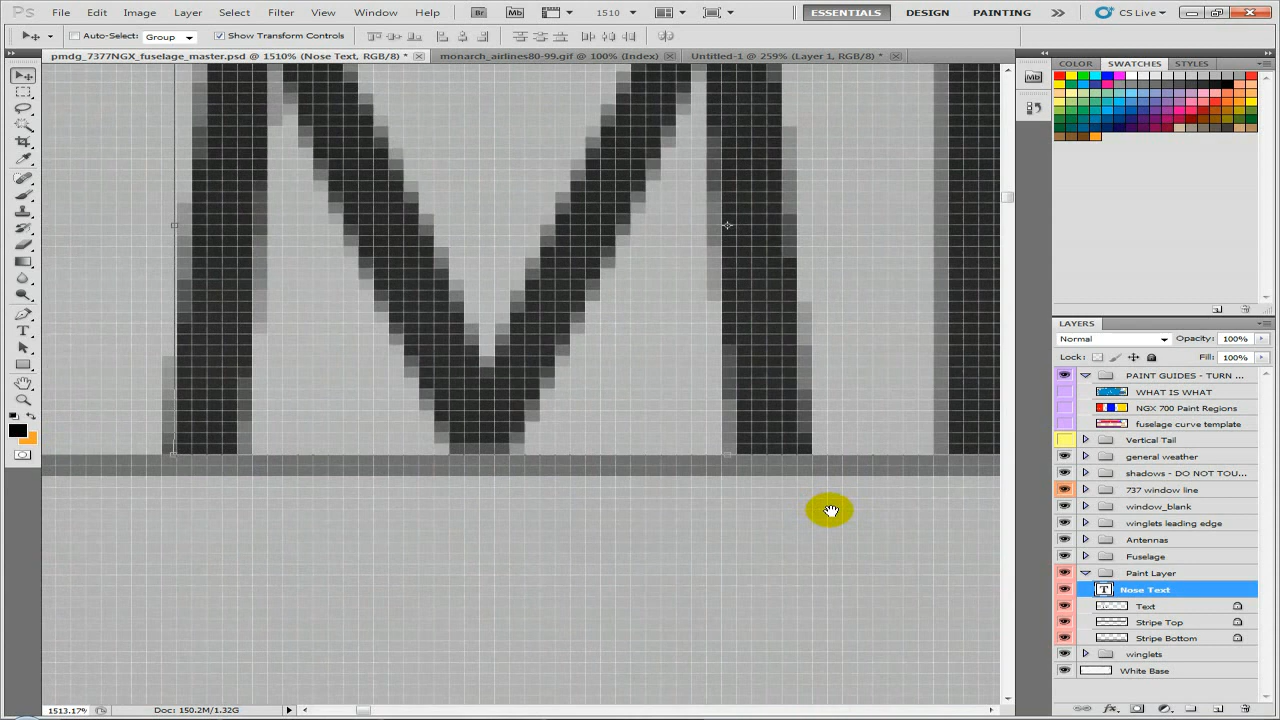 Ps File Edit Image Layer Select Filter View Window Help Br Mb 1510 ESSENTIALS DESIGN PAINTING CS Live
Auto-Select: Group Show Transform Controls
pmdg_7377NGX_fuselage_master.psd @ 1510% (Nose Text, RGB/8) * monarch_airlines80-99.gif @ 100% (Index) Untitled-1 @ 259% (Layer 1, RGB/8) *
COLOR SWATCHES STYLES
Mb
M
LAYERS
Normal Opacity: 100%
Lock: Fill: 100%
PAINT GUIDES - TURN ...
WHAT IS WHAT
NGX 700 Paint Regions
fuselage curve template
Vertical Tail
general weather
shadows - DO NOT TOU...
737 window line
window_blank
winglets leading edge
Antennas
Fuselage
Paint Layer
T Nose Text
Text
Stripe Top
Stripe Bottom
winglets
White Base
1513.17% Doc: 150.2M/1.32G
fx